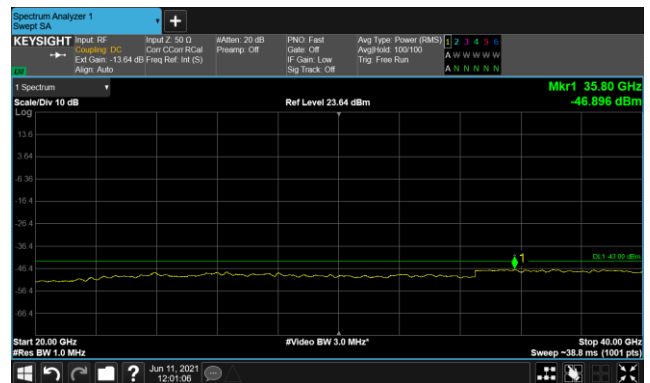 Spectrum Analyzer 1
Swept SA
+
KEYSIGHT Input: RF Input Z: 50 Ω #Atten: 20 dB PNO: Fast Avg Type: Power (RMS) 1 2 3 4 5 6
Coupling: DC Corr CCorr RCal Preamp: Off Gate: Off Avg|Hold: 100/100 A W W W W W
Ext Gain: -13.64 dB Freq Ref: Int (S) IF Gain: Low Trig: Free Run
Align: Auto Sig Track: Off A N N N N N
1 Spectrum Mkr1 35.80 GHz
Scale/Div 10 dB Ref Level 23.64 dBm -46.896 dBm
Log
13.6
3.64
-6.36
-16.4
-26.4
-36.4
1
DL1 -43.00 dBm
-46.4
-56.4
-66.4
Start 20.00 GHz #Video BW 3.0 MHz* Stop 40.00 GHz
#Res BW 1.0 MHz Sweep ~38.8 ms (1001 pts)
? Jun 11, 2021
12:01:06